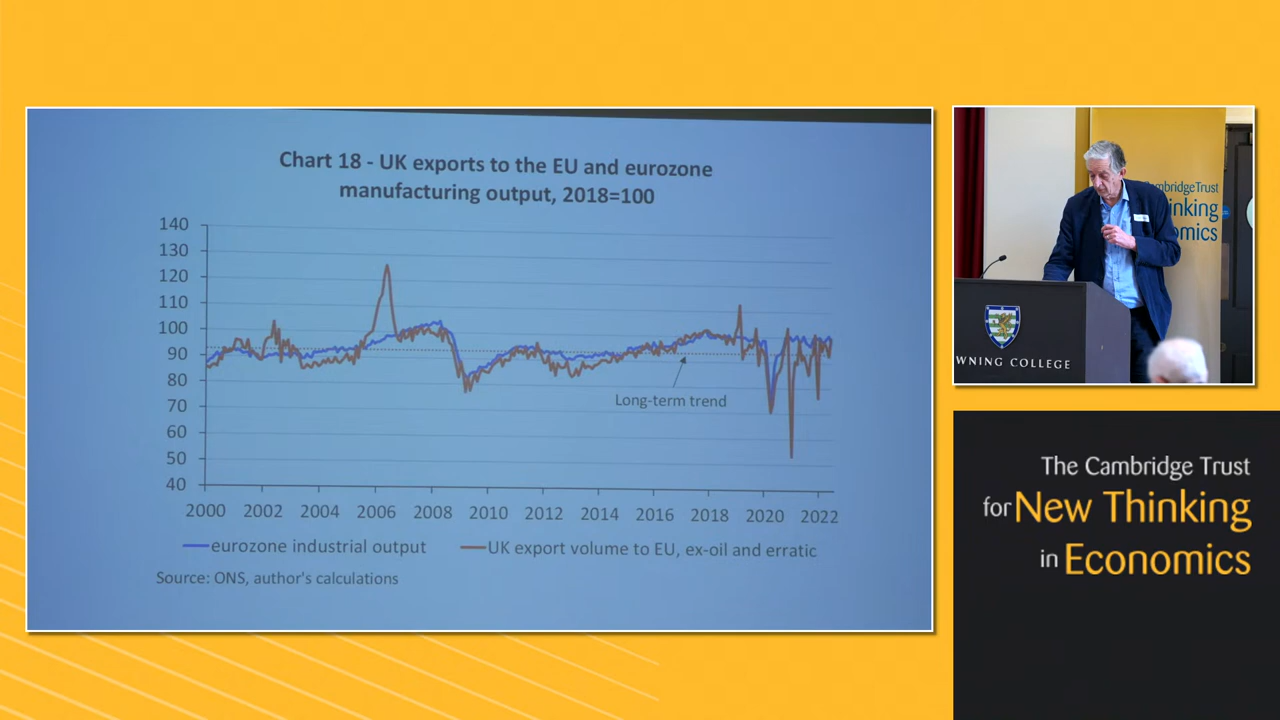 Chart 18 - UK exports to the EU and eurozone
manufacturing output, 2018=100
140
130
120
110
100
90
80
70
60
50
40
Long-term trend
2000 2002 2004 2006 2008 2010 2012 2014 2016 2018 2020 2022
eurozone industrial output
UK export volume to EU, ex-oil and erratic
Source: ONS, author's calculations
mbridge Trust
inking
omics
WNING COLLEGE
The Cambridge Trust
for New Thinking
in Economics